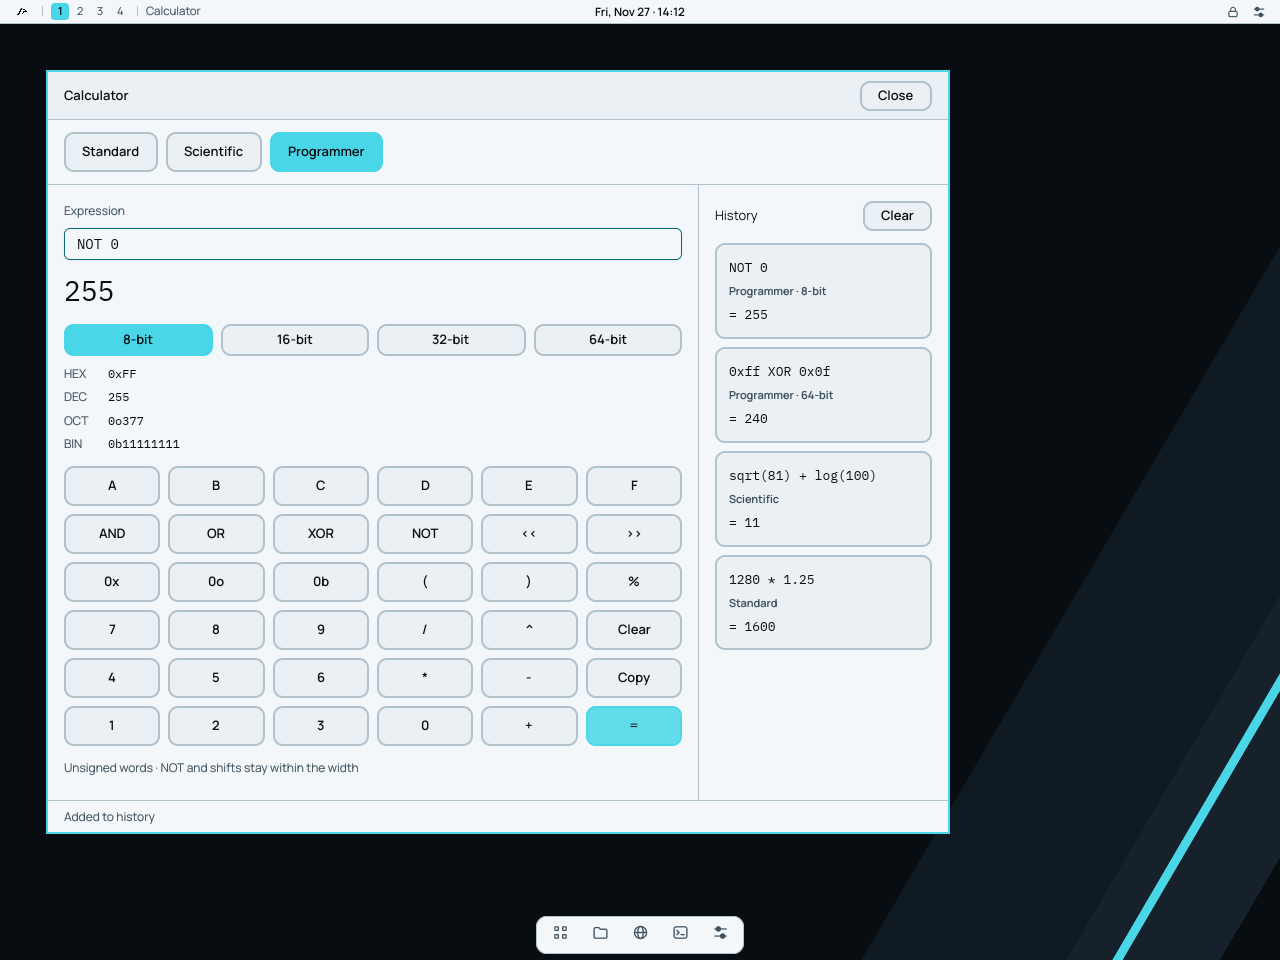 1 2 3 4 Calculator
Fri, Nov 27 · 14:12
Calculator
Close
Standard Scientific Programmer
Expression
NOT 0
255
8-bit 16-bit 32-bit 64-bit
HEX 0xFF
DEC 255
OCT 0o377
BIN 0b11111111
A B C D E F
AND OR XOR NOT << >>
0x 0o 0b ( ) %
7 8 9 / ^ Clear
4 5 6 * - Copy
1 2 3 0 + =
Unsigned words · NOT and shifts stay within the width
History
Clear
NOT 0
Programmer · 8-bit
= 255
0xff XOR 0x0f
Programmer · 64-bit
= 240
sqrt(81) + log(100)
Scientific
= 11
1280 * 1.25
Standard
= 1600
Added to history